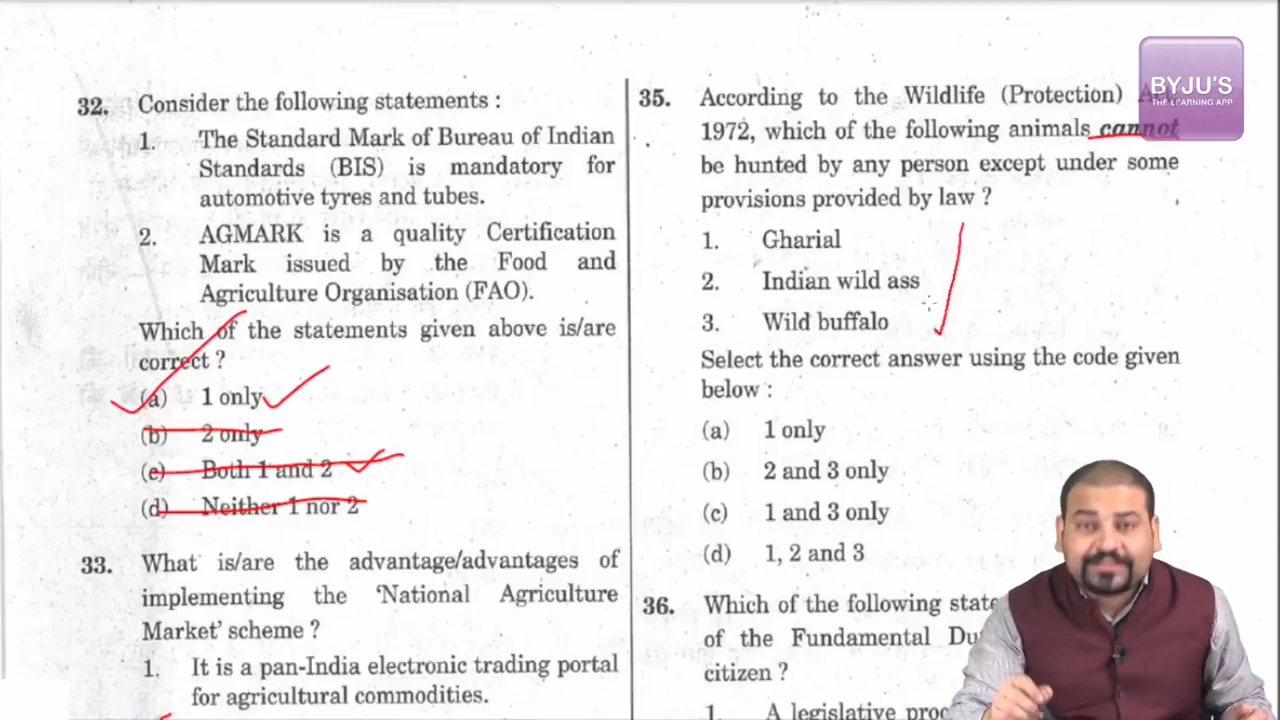 BYJU'S
THE LEARNING APP
32. Consider the following statements :
1. The Standard Mark of Bureau of Indian
Standards (BIS) is mandatory for
automotive tyres and tubes.
2. AGMARK is a quality Certification
Mark issued by the Food and
Agriculture Organisation (FAO).
Which of the statements given above is/are
correct ?
(a) 1 only
(b) 2 only
(c) Both 1 and 2
(d) Neither 1 nor 2
33. What is/are the advantage/advantages of
implementing the 'National Agriculture
Market' scheme ?
1. It is a pan-India electronic trading portal
for agricultural commodities.
35. According to the Wildlife (Protection)
1972, which of the following animals cannot
be hunted by any person except under some
provisions provided by law ?
1. Gharial
2. Indian wild ass
3. Wild buffalo
Select the correct answer using the code given
below :
(a) 1 only
(b) 2 and 3 only
(c) 1 and 3 only
(d) 1, 2 and 3
36. Which of the following
of the Fundamental
citizen ?
1. A legislative